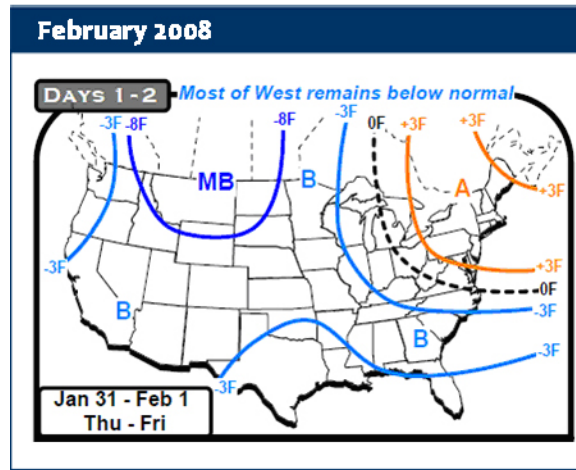 February 2008
DAYS 1-2
Most of West remains below normal
-3F
-8F
-8F
-3F
0F
+3F
+3F
MB
B
A
+3F
-3F
+3F
0F
B
-3F
B
-3F
-3F
Jan 31 - Feb 1
Thu - Fri